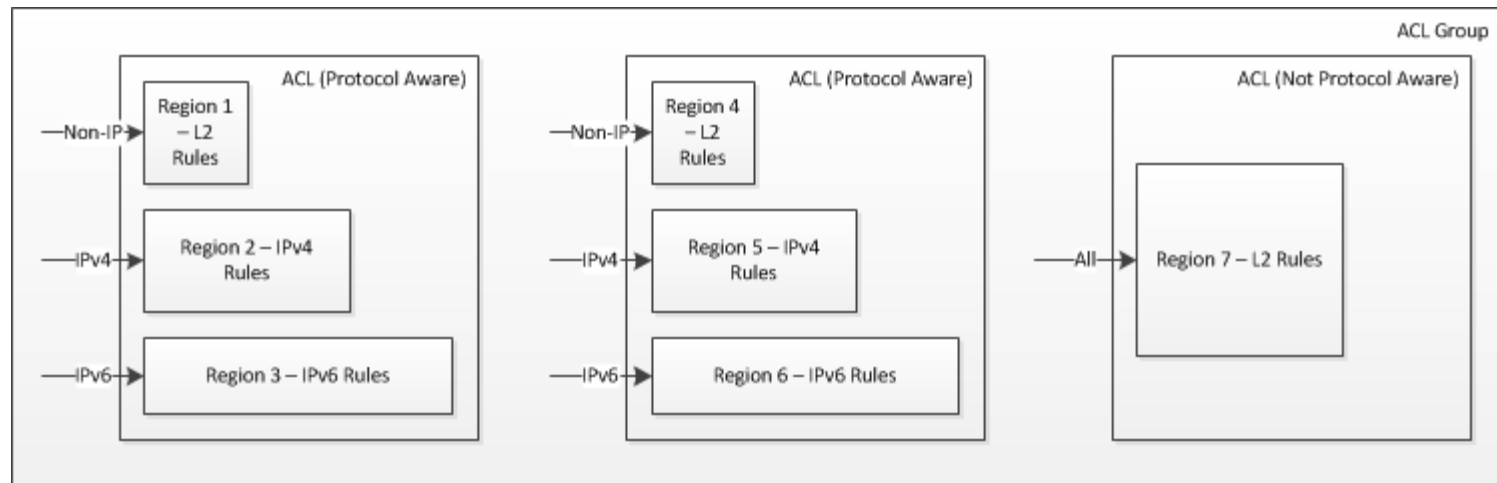 ACL Group
ACL (Protocol Aware)
Region 1
– L2
Rules
Non-IP
Region 2 – IPv4
Rules
IPv4
Region 3 – IPv6 Rules
IPv6
ACL (Protocol Aware)
Region 4
– L2
Rules
Non-IP
Region 5 – IPv4
Rules
IPv4
Region 6 – IPv6 Rules
IPv6
ACL (Not Protocol Aware)
All
Region 7 – L2 Rules